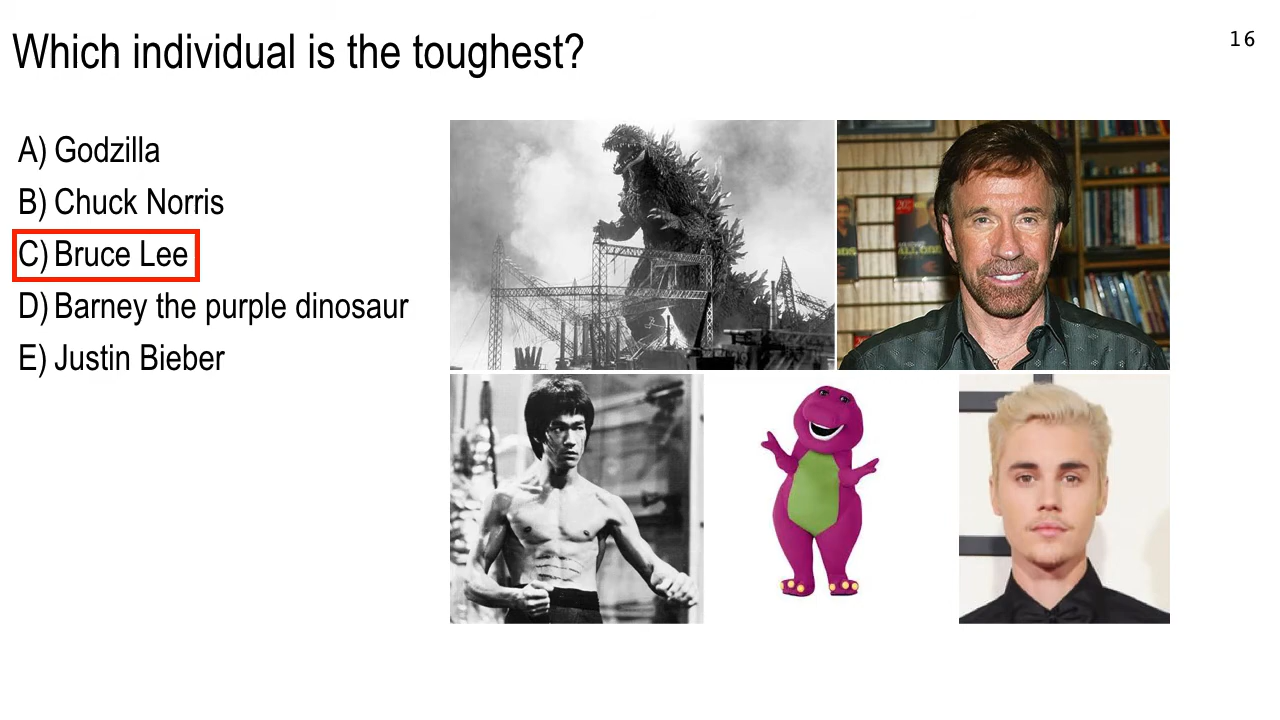 Which individual is the toughest?
16
A) Godzilla
B) Chuck Norris
C) Bruce Lee
D) Barney the purple dinosaur
E) Justin Bieber